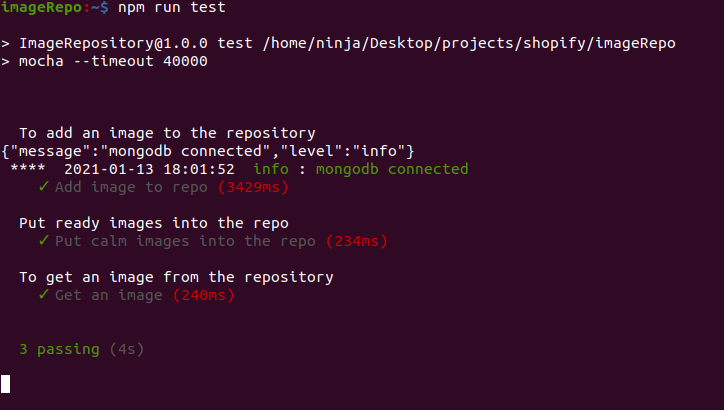 imageRepo:~$ npm run test
> ImageRepository@1.0.0 test /home/ninja/Desktop/projects/shopify/imageRepo
> mocha --timeout 40000
To add an image to the repository
{"message":"mongodb connected","level":"info"}
**** 2021-01-13 18:01:52 info : mongodb connected
✓ Add image to repo (3429ms)
Put ready images into the repo
✓ Put calm images into the repo (234ms)
To get an image from the repository
✓ Get an image (240ms)
3 passing (4s)